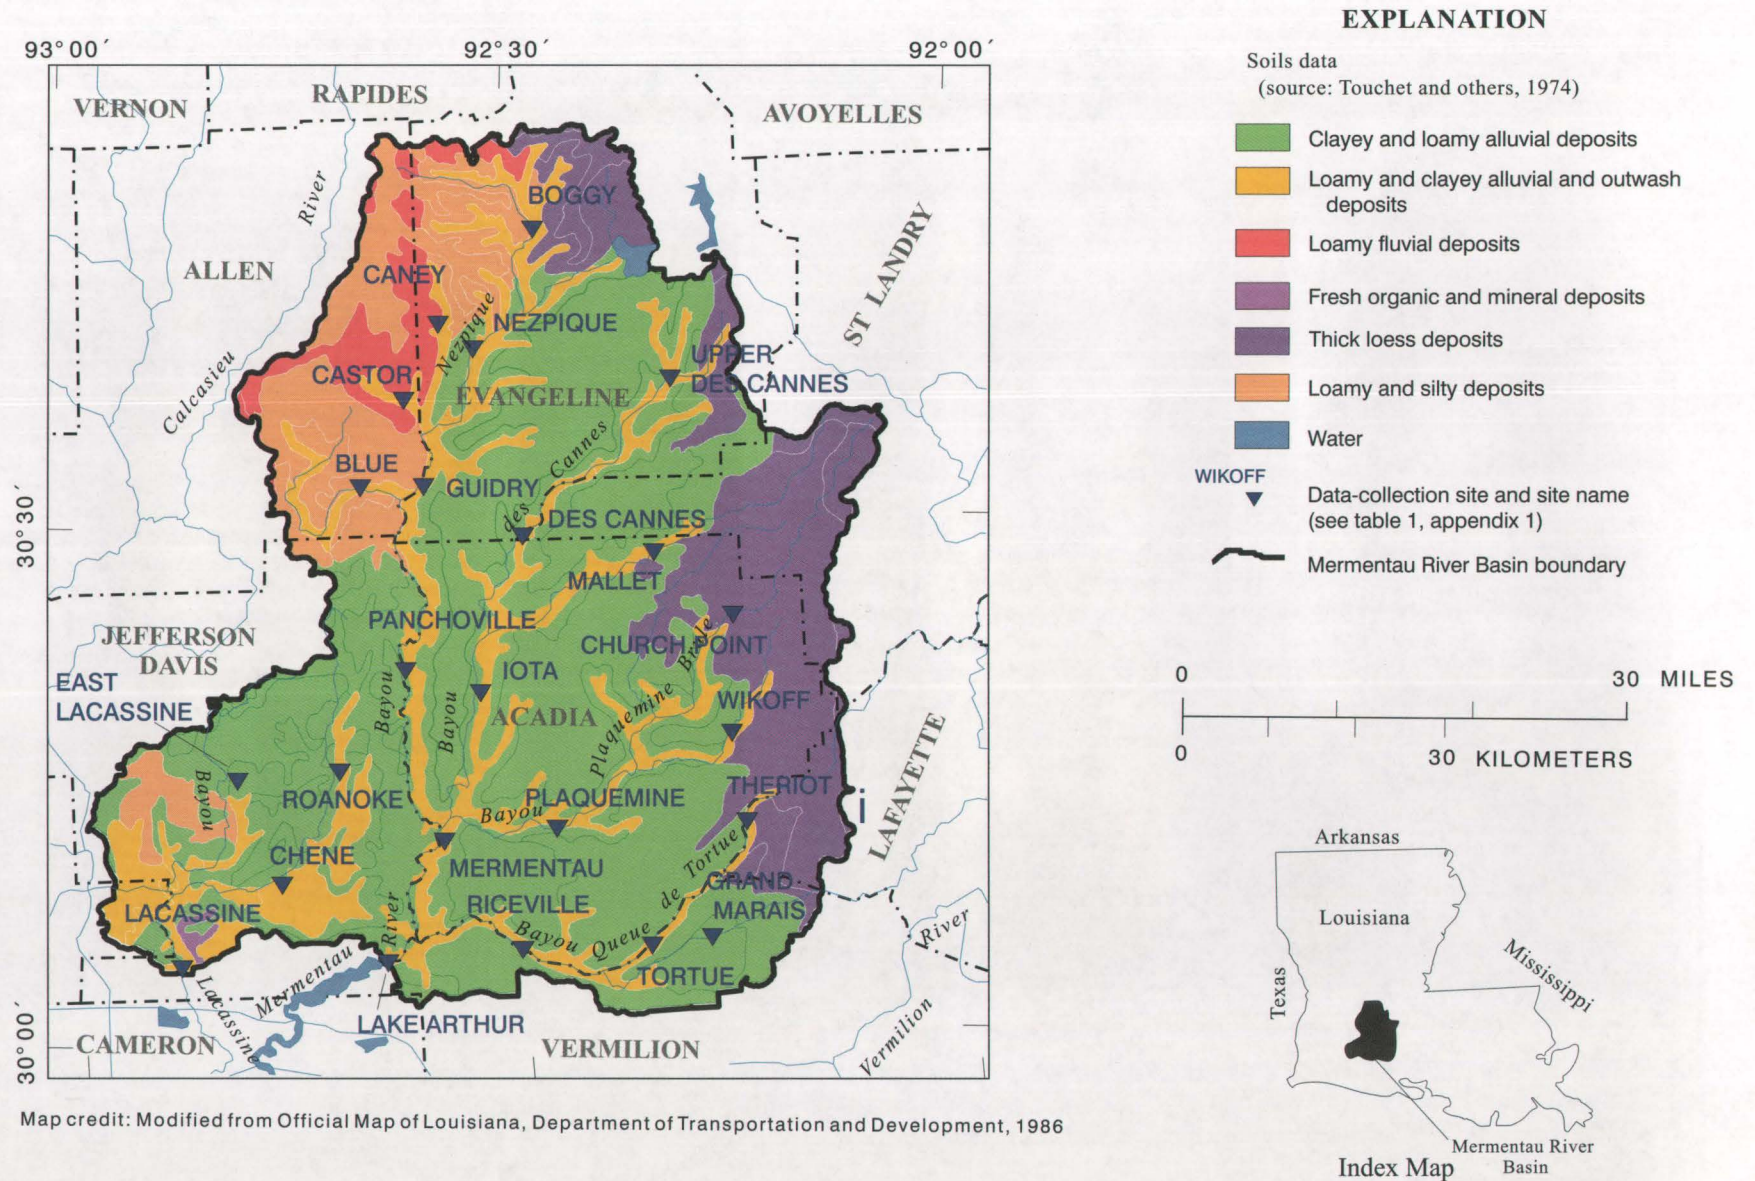 93°00′
92°30′
92°00′
VERNON
RAPIDES
AVOYELLES
BOGGY
River
ALLEN
CANEY
ST LANDRY
Nezpique
NEZPIQUE
UPPER
DES CANNES
CASTOR
EVANGELINE
Calcasieu
Cannes
des
BLUE
GUIDRY
DES CANNES
30°30′
MALLET
PANCHOVILLE
CHURCH POINT
Brule
JEFFERSON
DAVIS
EAST
LACASSINE
IOTA
Bayou
Bayou
ACADIA
Plaquemine
WIKOFF
LAFAYETTE
Bayou
ROANOKE
PLAQUEMINE
THERIOT
i
Bayou
CHENE
MERMENTAU
Bayou Queue de Tortue
GRAND
MARAIS
LACASSINE
River
RICEVILLE
River
TORTUE
Mermentau
Lacassine
LAKE ARTHUR
30°00′
CAMERON
VERMILION
Vermilion
Map credit: Modified from Official Map of Louisiana, Department of Transportation and Development, 1986
EXPLANATION
Soils data
(source: Touchet and others, 1974)
Clayey and loamy alluvial deposits
Loamy and clayey alluvial and outwash
deposits
Loamy fluvial deposits
Fresh organic and mineral deposits
Thick loess deposits
Loamy and silty deposits
Water
WIKOFF
Data-collection site and site name
(see table 1, appendix 1)
Mermentau River Basin boundary
0 30 MILES
0 30 KILOMETERS
Arkansas
Louisiana
Texas
Mississippi
Mermentau River
Basin
Index Map